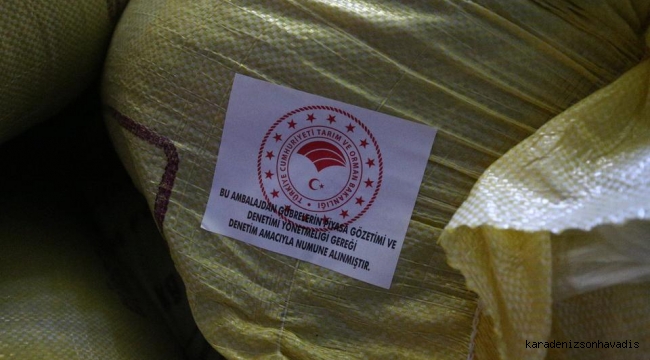 TÜRKİYE CUMHURİYETİ TARIM VE ORMAN BAKANLIĞI
BU AMBALAJDAN GÜBRELERİN PİYASA GÖZETİMİ VE
DENETİMİ YÖNETMELİĞİ GEREĞİ
DENETİM AMACIYLA NUMUNE ALINMIŞTIR.
karadenizsonhavadis